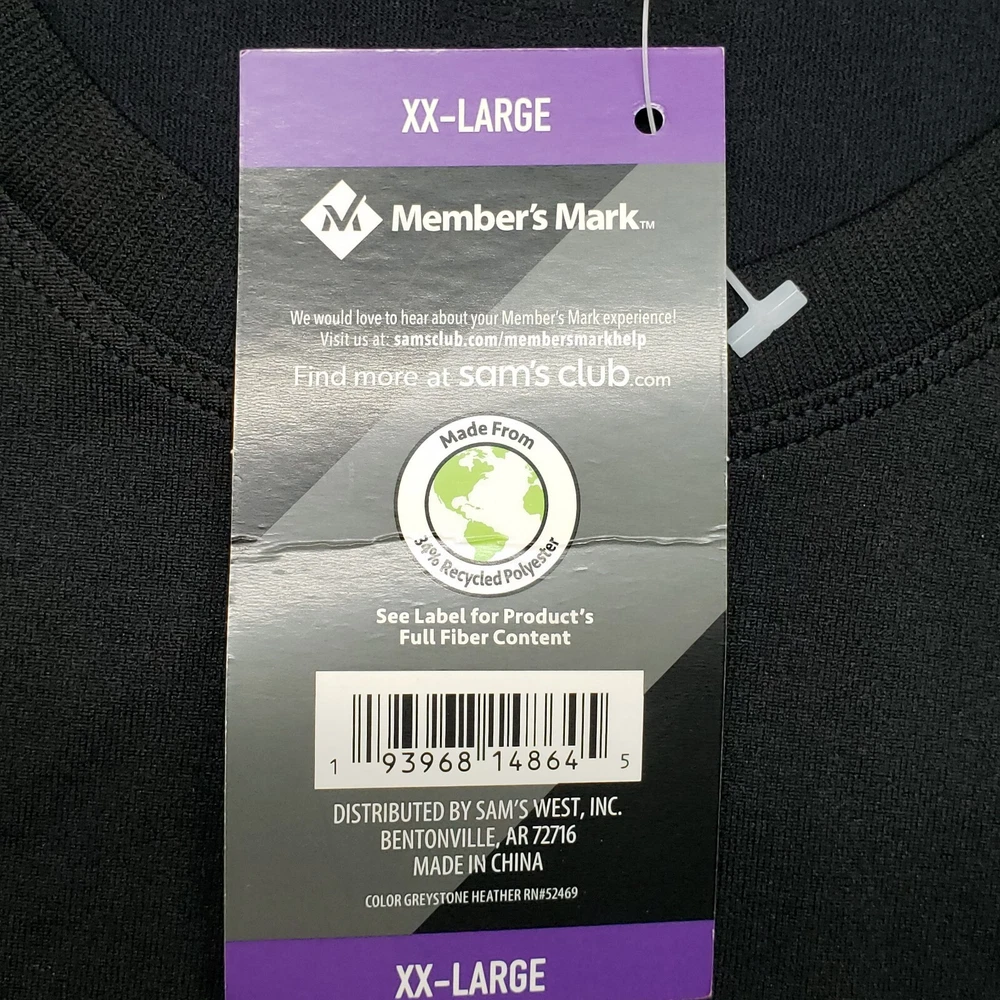 XX-LARGE
Member's Mark™
We would love to hear about your Member's Mark experience!
Visit us at: samsclub.com/membersmarkhelp
Find more at sam's club.com
Made From
34% Recycled Polyester
See Label for Product's
Full Fiber Content
1 93968 14864 5
DISTRIBUTED BY SAM'S WEST, INC.
BENTONVILLE, AR 72716
MADE IN CHINA
COLOR GREYSTONE HEATHER RN#52469
XX-LARGE